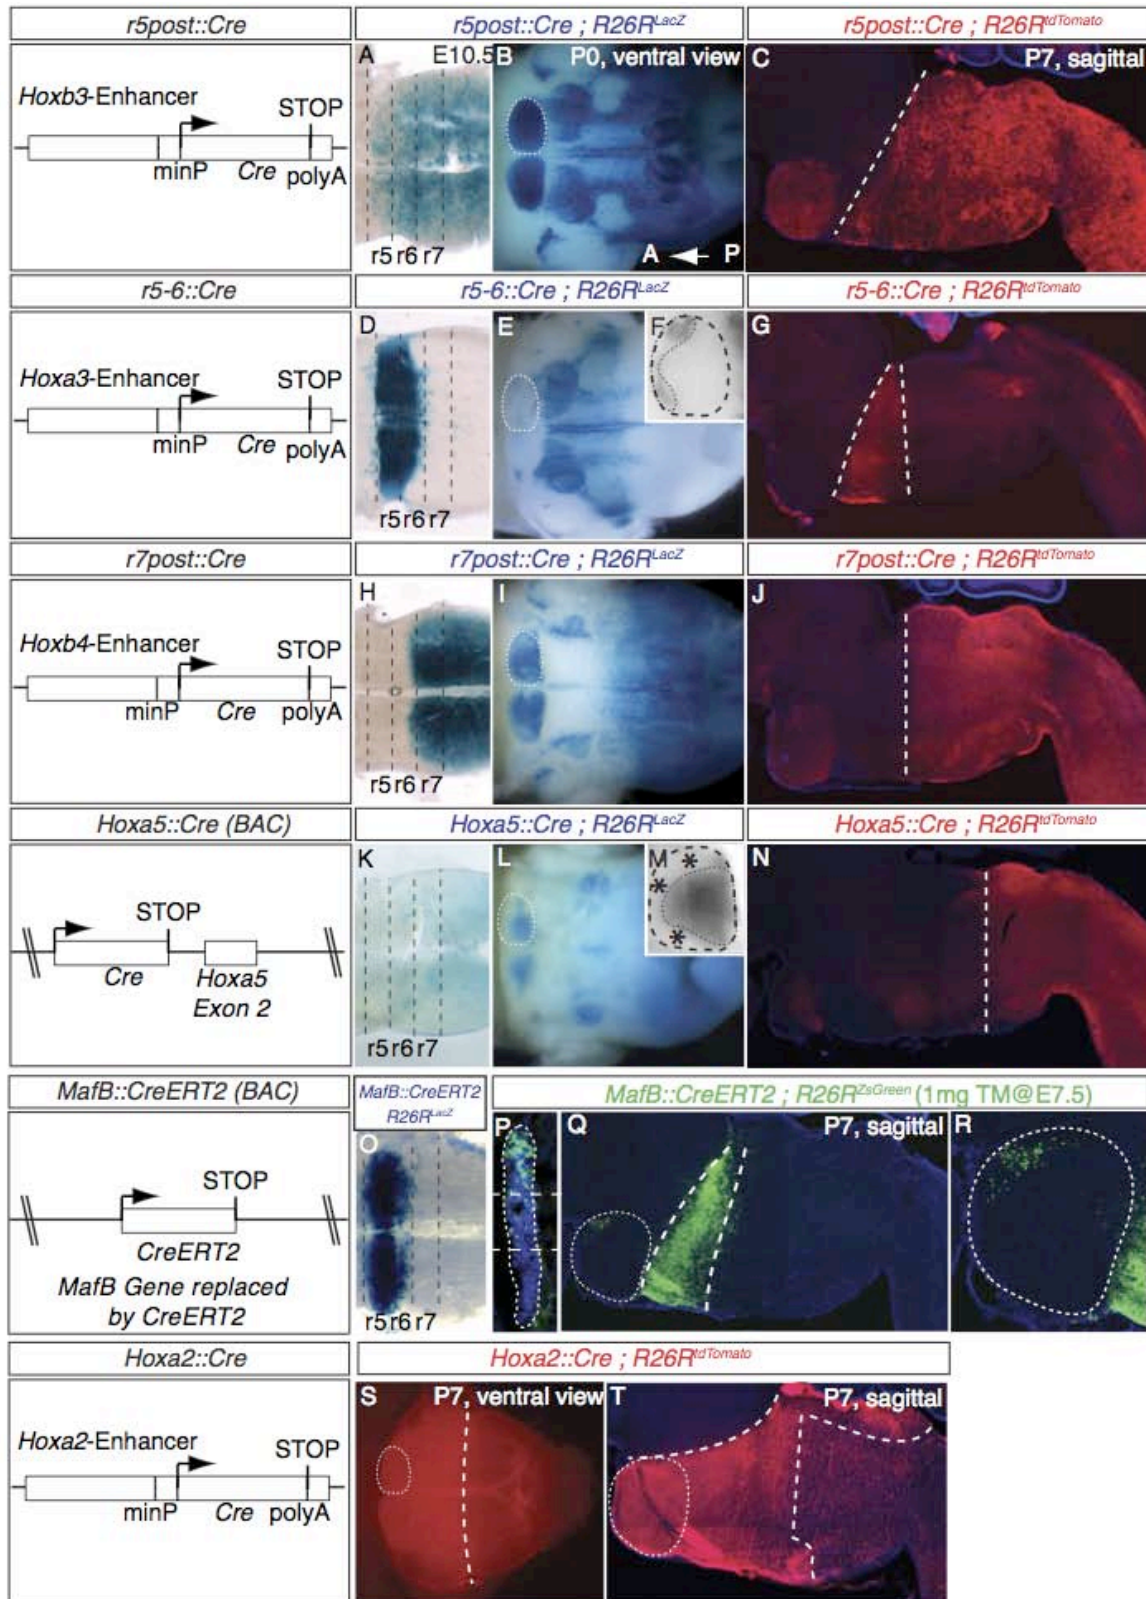 r5post::Cre
r5post::Cre ; R26R^LacZ
r5post::Cre ; R26R^tdTomato
Hoxb3-Enhancer
STOP
minP
Cre
polyA
A
E10.5
r5 r6 r7
B
P0, ventral view
A P
C
P7, sagittal
r5-6::Cre
r5-6::Cre ; R26R^LacZ
r5-6::Cre ; R26R^tdTomato
Hoxa3-Enhancer
STOP
minP
Cre
polyA
D
r5 r6 r7
E
F
G
r7post::Cre
r7post::Cre ; R26R^LacZ
r7post::Cre ; R26R^tdTomato
Hoxb4-Enhancer
STOP
minP
Cre
polyA
H
r5 r6 r7
I
J
Hoxa5::Cre (BAC)
Hoxa5::Cre ; R26R^LacZ
Hoxa5::Cre ; R26R^tdTomato
STOP
Cre
Hoxa5
Exon 2
K
r5 r6 r7
L
M
* * *
N
MafB::CreERT2 (BAC)
MafB::CreERT2
R26R^LacZ
MafB::CreERT2 ; R26R^ZsGreen (1mg TM@E7.5)
STOP
CreERT2
MafB Gene replaced
by CreERT2
O
r5 r6 r7
P
Q
P7, sagittal
R
Hoxa2::Cre
Hoxa2::Cre ; R26R^tdTomato
Hoxa2-Enhancer
STOP
minP
Cre
polyA
S
P7, ventral view
T
P7, sagittal